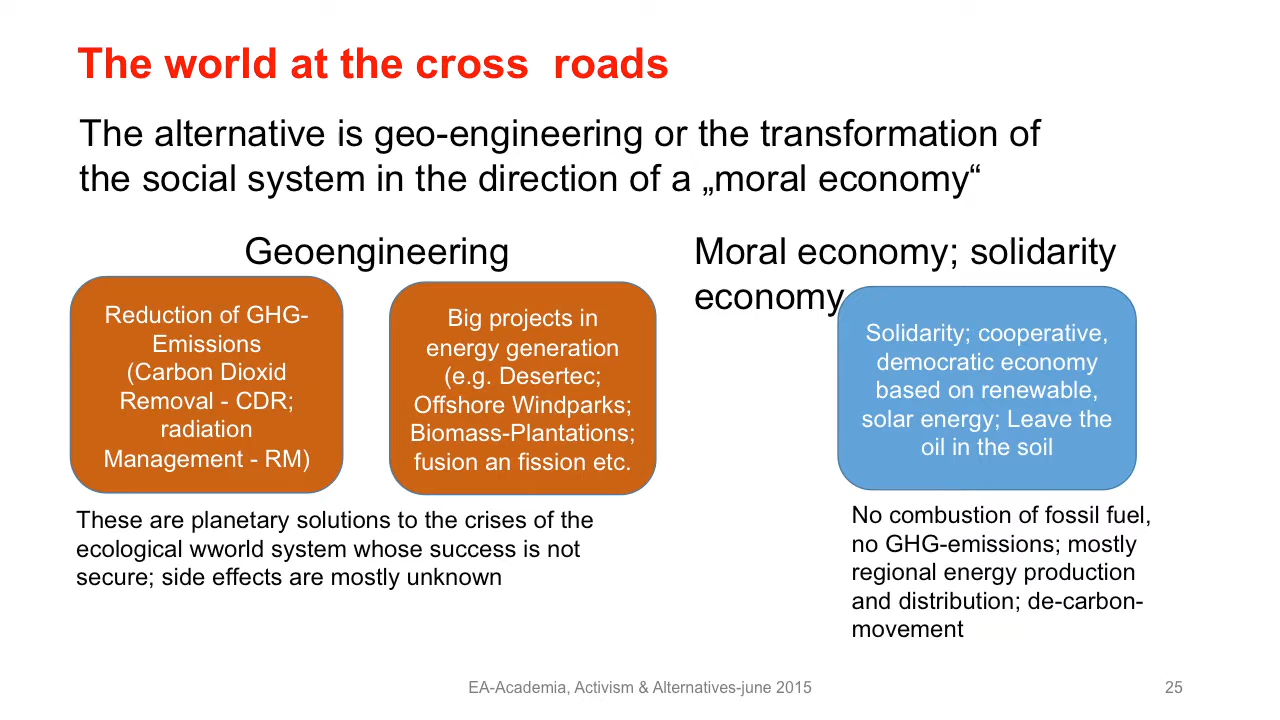 The world at the cross  roads
The alternative is geo-engineering or the transformation of
the social system in the direction of a „moral economy“
Geoengineering
Reduction of GHG-
Emissions
(Carbon Dioxid
Removal - CDR;
radiation
Management - RM)
Big projects in
energy generation
(e.g. Desertec;
Offshore Windparks;
Biomass-Plantations;
fusion an fission etc.
These are planetary solutions to the crises of the
ecological wworld system whose success is not
secure; side effects are mostly unknown
Moral economy; solidarity
economy
Solidarity; cooperative,
democratic economy
based on renewable,
solar energy; Leave the
oil in the soil
No combustion of fossil fuel,
no GHG-emissions; mostly
regional energy production
and distribution; de-carbon-
movement
EA-Academia, Activism & Alternatives-june 2015
25